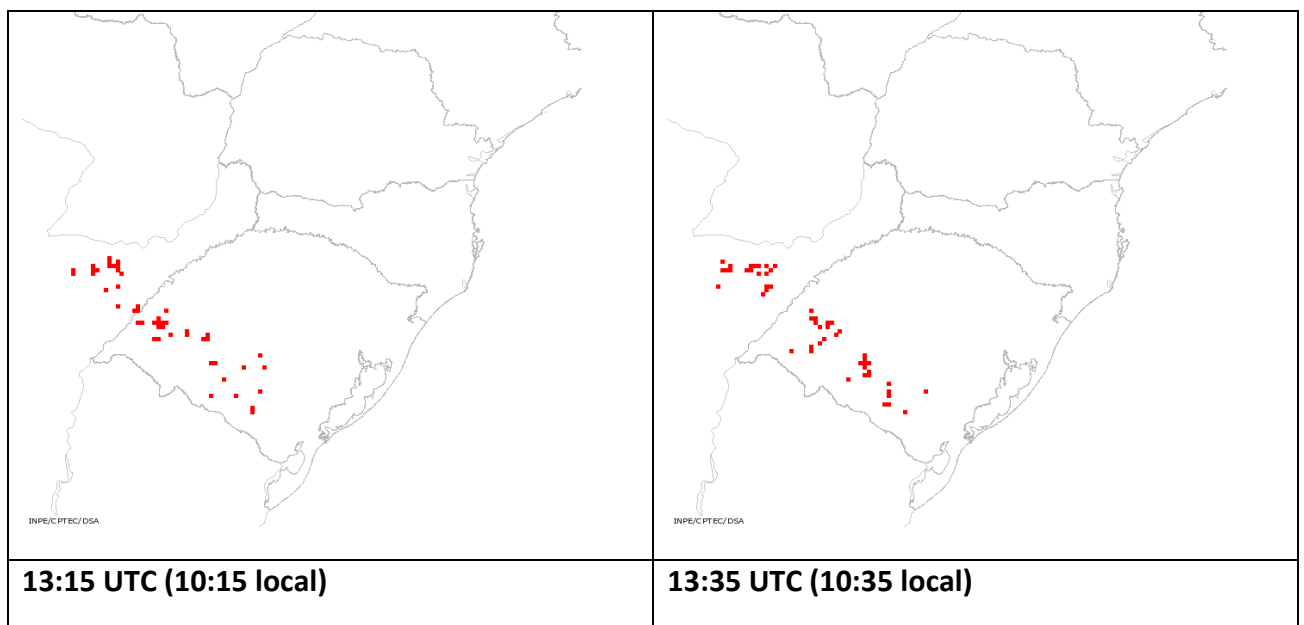 INPE/CPTEC/DSA
INPE/CPTEC/DSA
13:15 UTC (10:15 local)
13:35 UTC (10:35 local)